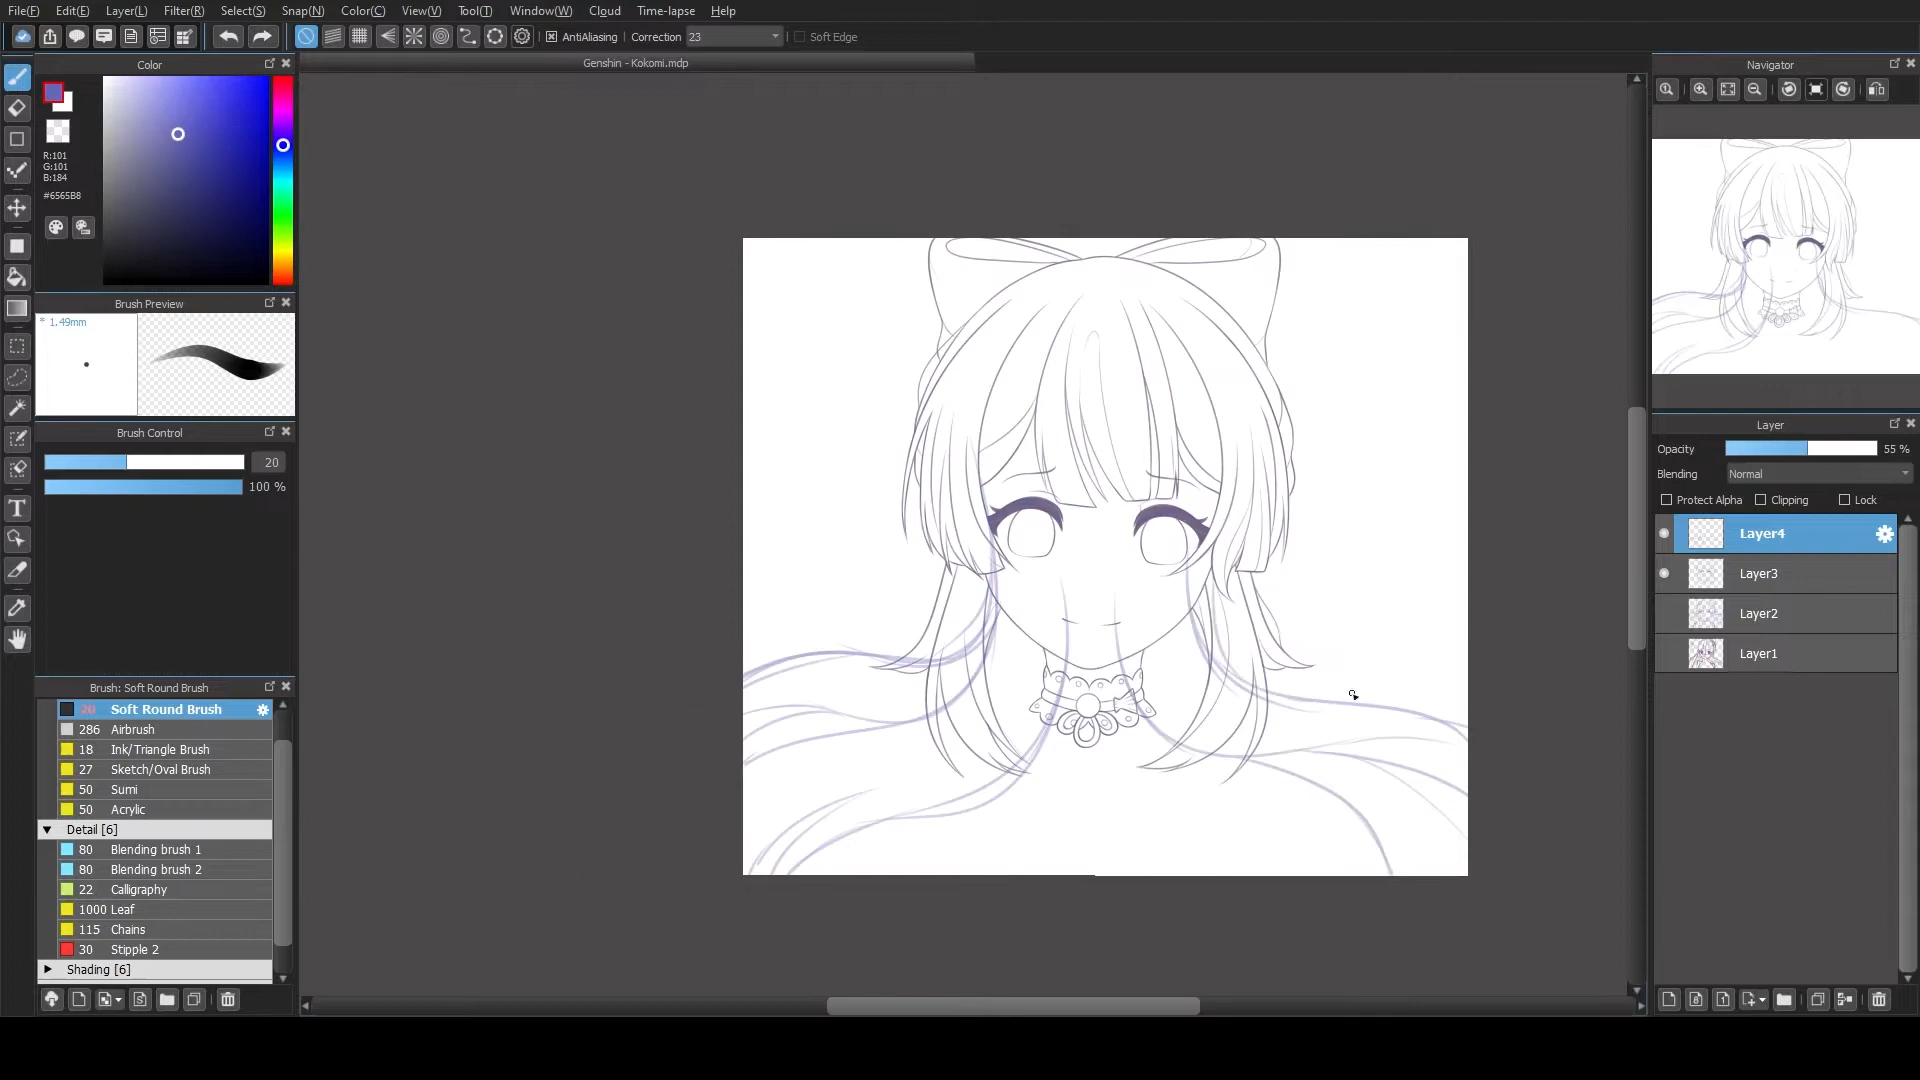 File(F) Edit(E) Layer(L) Filter(R) Select(S) Snap(N) Color(C) View(V) Tool(T) Window(W) Cloud Time-lapse Help
AntiAliasing Correction 23 Soft Edge
Color
Genshin - Kokomi.mdp
Navigator
R:101
G:101
B:184
#6565B8
Brush Preview
* 1.49mm
Brush Control
20
100 %
Layer
Opacity 55 %
Blending Normal
Protect Alpha Clipping Lock
Layer4
Layer3
Layer2
Layer1
Brush: Soft Round Brush
20 Soft Round Brush
286 Airbrush
18 Ink/Triangle Brush
27 Sketch/Oval Brush
50 Sumi
50 Acrylic
Detail [6]
80 Blending brush 1
80 Blending brush 2
22 Calligraphy
1000 Leaf
115 Chains
30 Stipple 2
Shading [6]